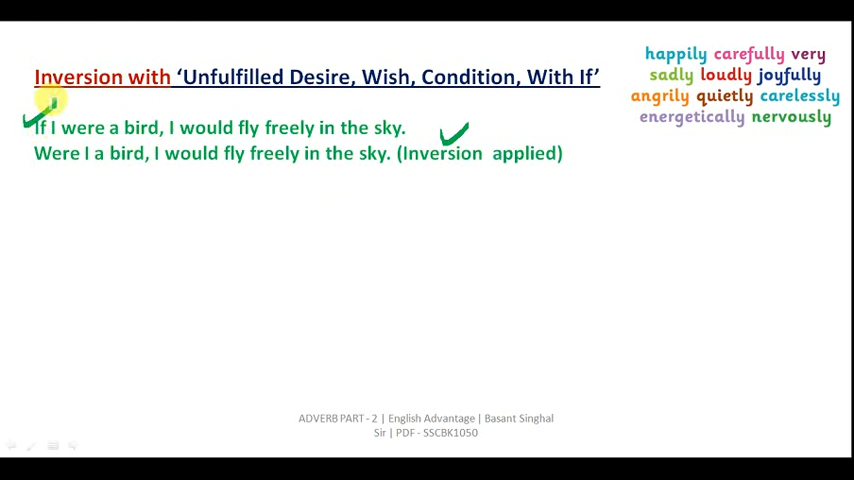 Inversion with ‘Unfulfilled Desire, Wish, Condition, With If’
If I were a bird, I would fly freely in the sky.
Were I a bird, I would fly freely in the sky. (Inversion applied)
happily carefully very
sadly loudly joyfully
angrily quietly carelessly
energetically nervously
ADVERB PART - 2 | English Advantage | Basant Singhal
Sir | PDF - SSCBK1050